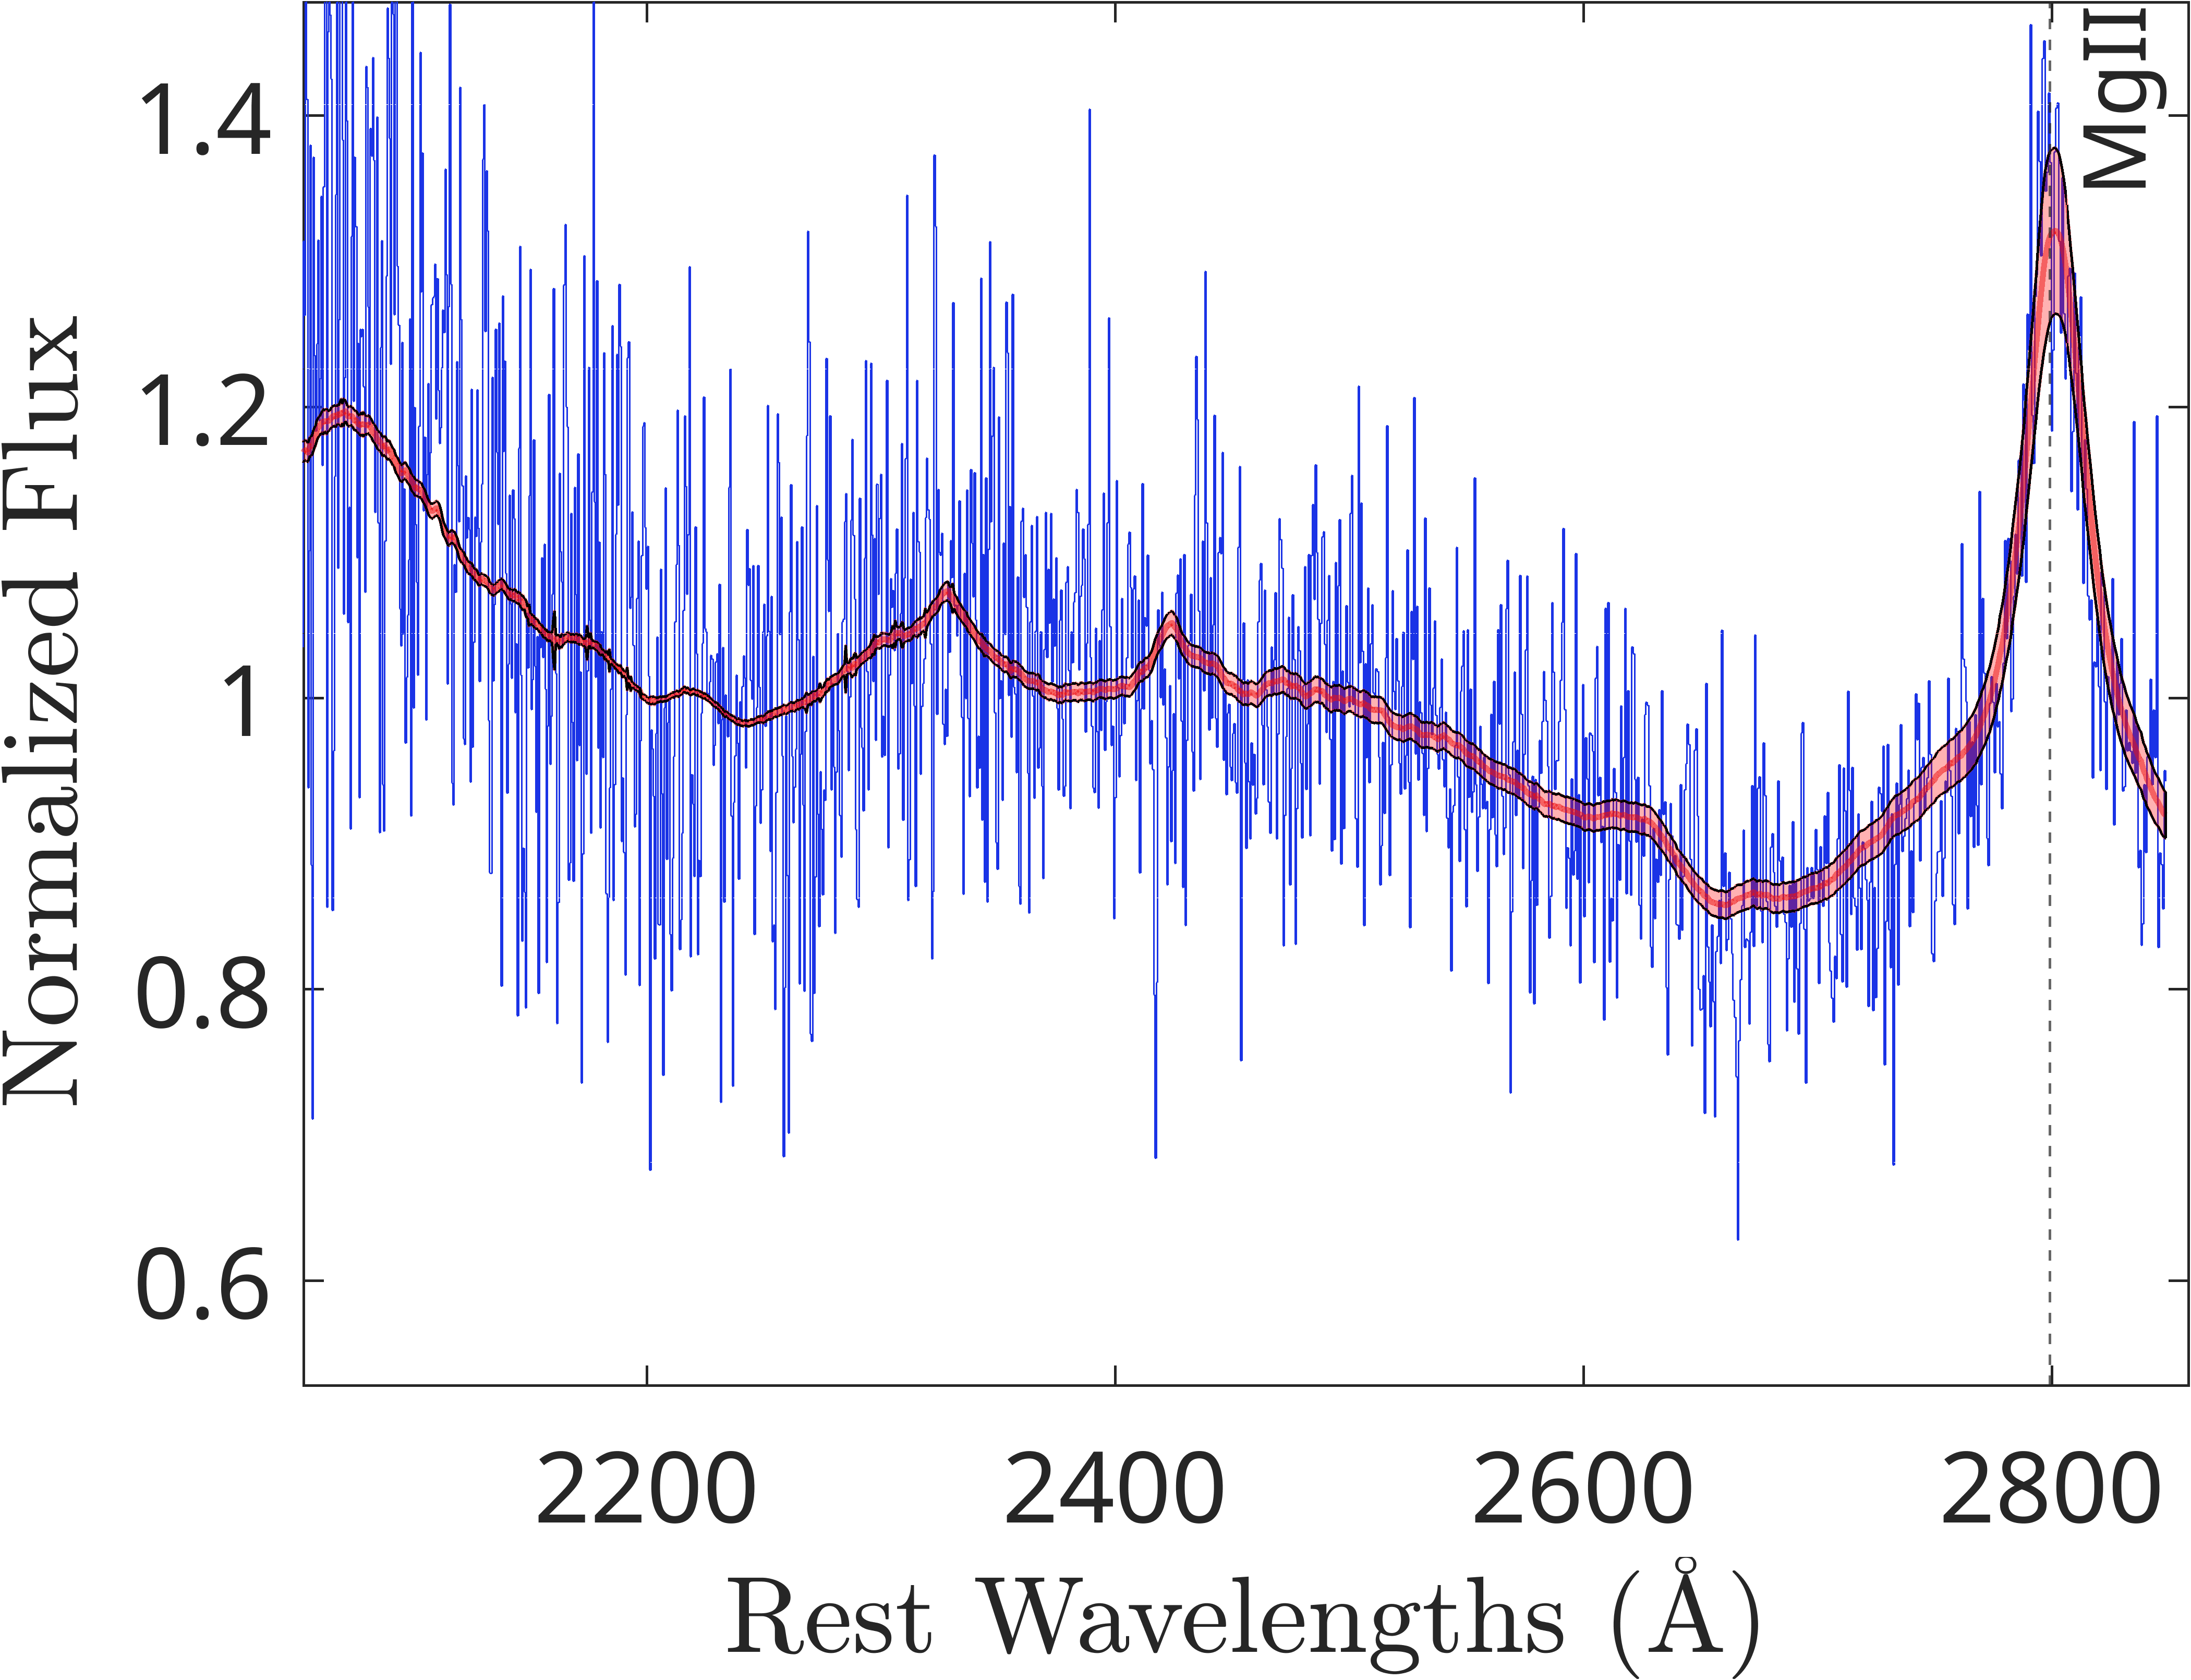 MgII
Normalized Flux
1.4
1.2
1
0.8
0.6
2200 2400 2600 2800
Rest Wavelengths (Å)